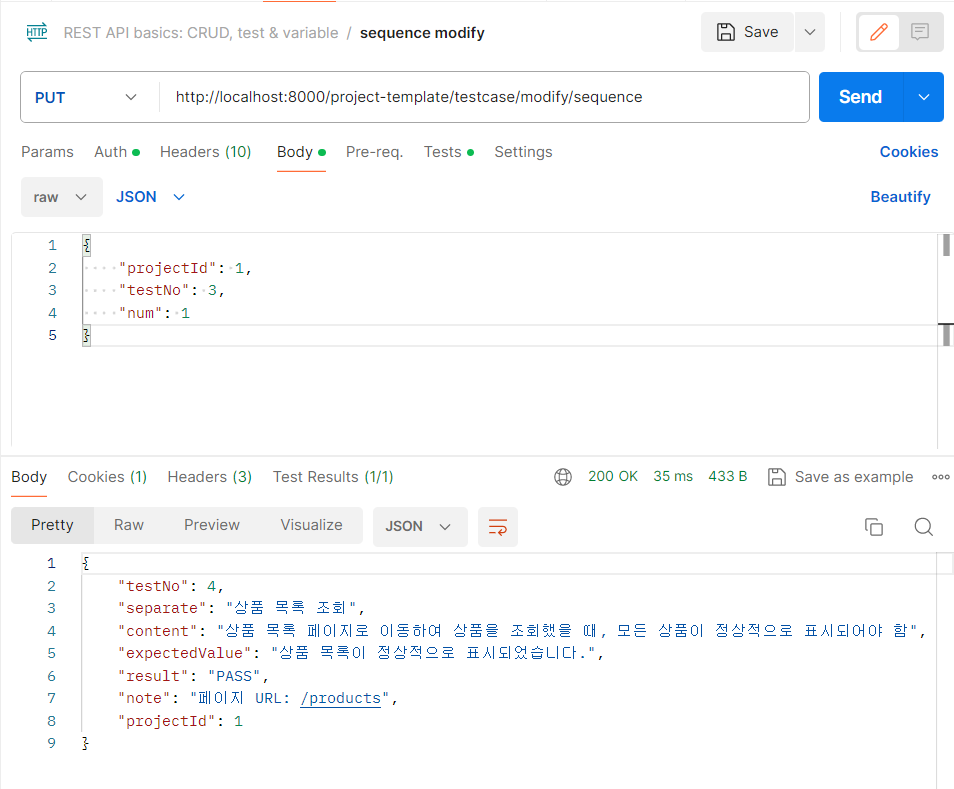 HTTP REST API basics: CRUD, test & variable / sequence modify Save
PUT http://localhost:8000/project-template/testcase/modify/sequence Send
Params Auth Headers (10) Body Pre-req. Tests Settings Cookies
raw JSON Beautify
1 {
2 "projectId": 1,
3 "testNo": 3,
4 "num": 1
5 }
Body Cookies (1) Headers (3) Test Results (1/1) 200 OK 35 ms 433 B Save as example
Pretty Raw Preview Visualize JSON
1 {
2 "testNo": 4,
3 "separate": "상품 목록 조회",
4 "content": "상품 목록 페이지로 이동하여 상품을 조회했을 때, 모든 상품이 정상적으로 표시되어야 함",
5 "expectedValue": "상품 목록이 정상적으로 표시되었습니다.",
6 "result": "PASS",
7 "note": "페이지 URL: /products",
8 "projectId": 1
9 }